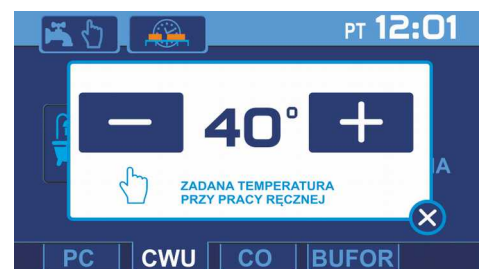 PT 12:01
40°
ZADANA TEMPERATURA
PRZY PRACY RĘCZNEJ
PC CWU CO BUFOR